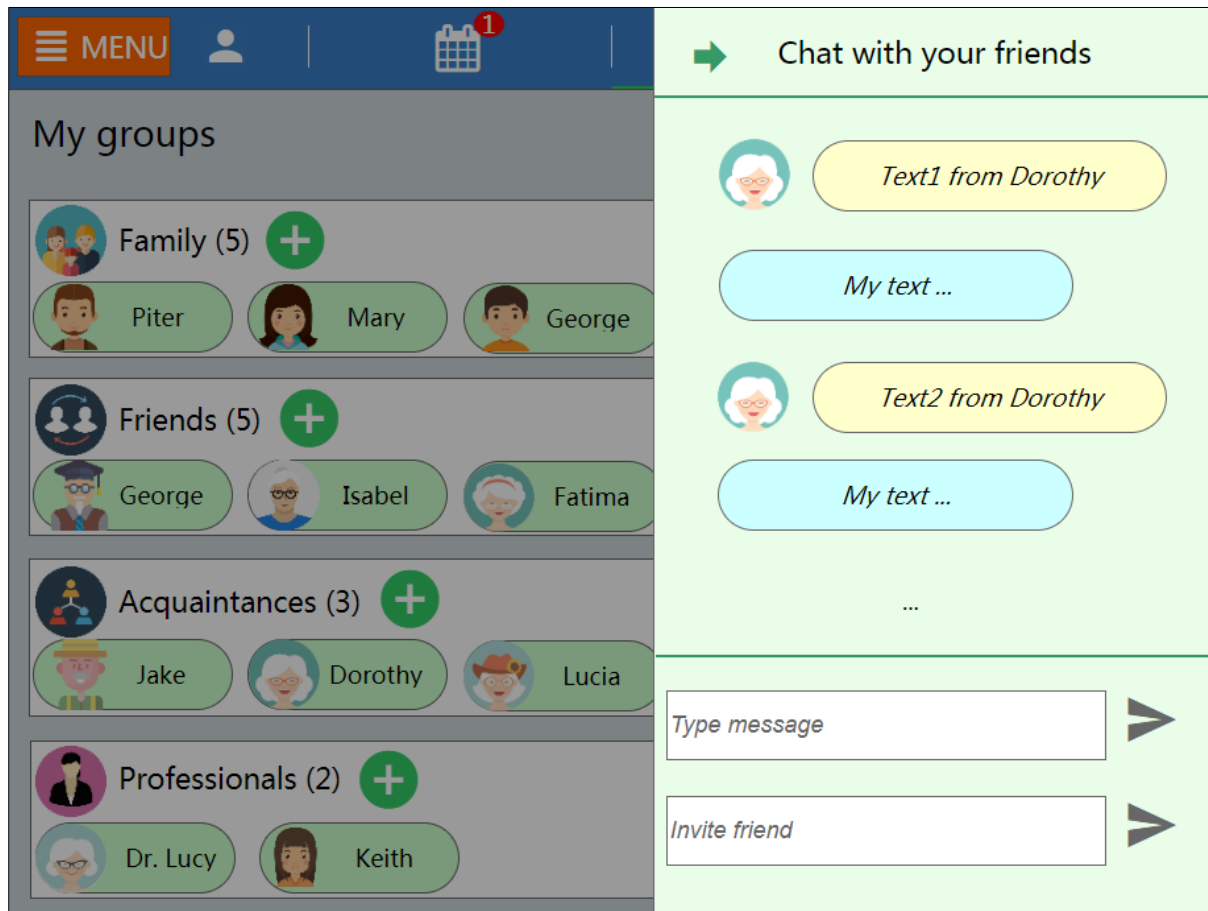 MENU
1
Chat with your friends
My groups
Family (5)
Piter
Mary
George
Friends (5)
George
Isabel
Fatima
Acquaintances (3)
Jake
Dorothy
Lucia
Professionals (2)
Dr. Lucy
Keith
Text1 from Dorothy
My text ...
Text2 from Dorothy
My text ...
...
Type message
Invite friend